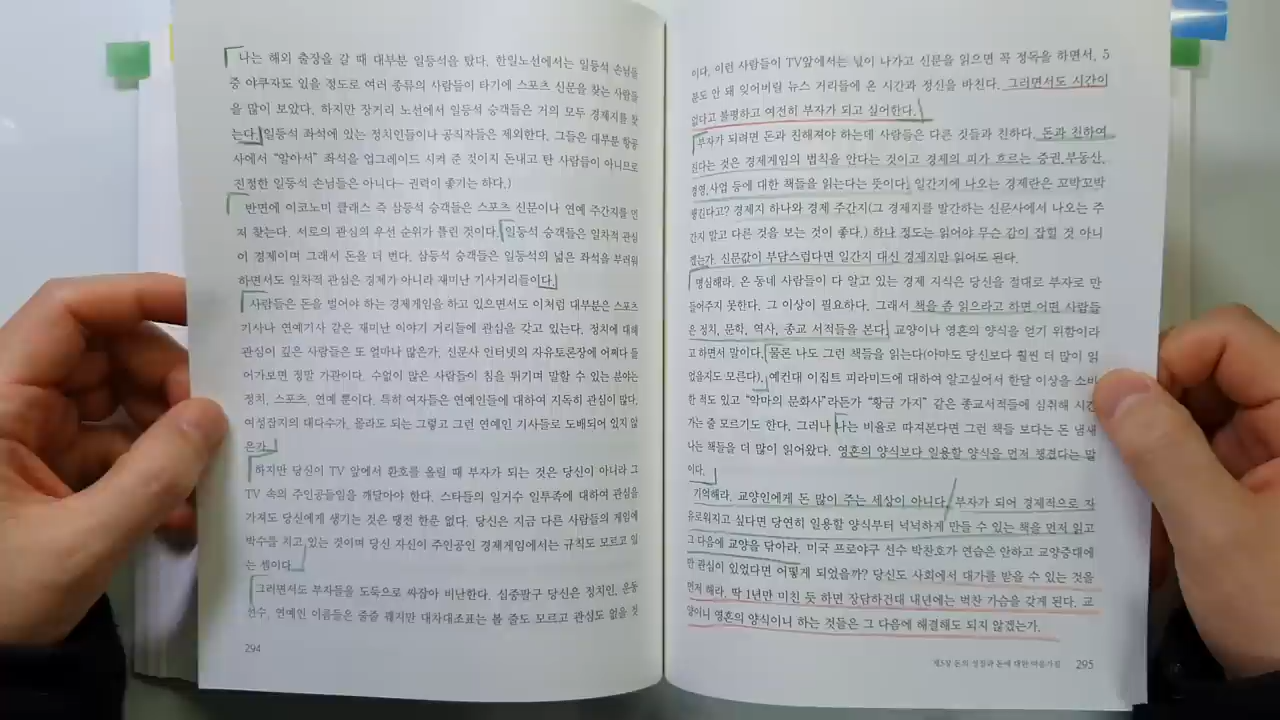 나는 해외 출장을 갈 때 대부분 일등석을 탔다. 한일노선에서는 일등석 손님들
중 야쿠자도 있을 정도로 여러 종류의 사람들이 타기에 스포츠 신문을 찾는 사람들
을 많이 보았다. 하지만 장거리 노선에서 일등석 승객들은 거의 모두 경제지를 찾
는다. 일등석 좌석에 있는 정치인들이나 공직자들은 제외한다. 그들은 대부분 항공
사에서 “알아서” 좌석을 업그레이드 시켜 준 것이지 돈내고 탄 사람들이 아니므로
진정한 일등석 손님들은 아니다– 권력이 좋기는 하다.)
반면에 이코노미 클래스 즉 삼등석 승객들은 스포츠 신문이나 연예 주간지를 먼
저 찾는다. 서로의 관심의 우선 순위가 틀린 것이다. 일등석 승객들은 일차적 관심
이 경제이며 그래서 돈을 더 번다. 삼등석 승객들은 일등석의 넓은 좌석을 부러워
하면서도 일차적 관심은 경제가 아니라 재미난 기사거리들이다.
사람들은 돈을 벌어야 하는 경제게임을 하고 있으면서도 이처럼 대부분은 스포츠
기사나 연예기사 같은 재미난 이야기 거리들에 관심을 갖고 있는다. 정치에 대해
관심이 깊은 사람들은 또 얼마나 많은가. 신문사 인터넷의 자유토론장에 어쩌다 들
어가보면 정말 가관이다. 수없이 많은 사람들이 침을 튀기며 말할 수 있는 분야는
정치, 스포츠, 연예 뿐이다. 특히 여자들은 연예인들에 대하여 지독히 관심이 많다.
여성잡지의 대다수가, 몰라도 되는 그렇고 그런 연예인 기사들로 도배되어 있지 않
은가.
하지만 당신이 TV 앞에서 환호를 올릴 때 부자가 되는 것은 당신이 아니라 그
TV 속의 주인공들임을 깨달아야 한다. 스타들의 일거수 일투족에 대하여 관심을
가져도 당신에게 생기는 것은 땡전 한푼 없다. 당신은 지금 다른 사람들의 게임에
박수를 치고 있는 것이며 당신 자신이 주인공인 경제게임에서는 규칙도 모르고 있
는 셈이다.
그러면서도 부자들을 도둑으로 싸잡아 비난한다. 십중팔구 당신은 정치인, 운동
선수, 연예인 이름들은 줄줄 꿰지만 대차대조표는 볼 줄도 모르고 관심도 없을 것
294
이다. 이런 사람들이 TV앞에서는 넋이 나가고 신문을 읽으면 꼭 정독을 하면서, 5
분도 안 돼 잊어버릴 뉴스 거리들에 온 시간과 정신을 바친다. 그러면서도 시간이
없다고 불평하고 여전히 부자가 되고 싶어한다.
부자가 되려면 돈과 친해져야 하는데 사람들은 다른 것들과 친하다. 돈과 친하여
진다는 것은 경제게임의 법칙을 안다는 것이고 경제의 피가 흐르는 증권,부동산,
경영,사업 등에 대한 책들을 읽는다는 뜻이다. 일간지에 나오는 경제란은 꼬박꼬박
챙긴다고? 경제지 하나와 경제 주간지(그 경제지를 발간하는 신문사에서 나오는 주
간지 말고 다른 것을 보는 것이 좋다.) 하나 정도는 읽어야 무슨 감이 잡힐 것 아니
겠는가. 신문값이 부담스럽다면 일간지 대신 경제지만 읽어도 된다.
명심해라. 온 동네 사람들이 다 알고 있는 경제 지식은 당신을 절대로 부자로 만
들어주지 못한다. 그 이상이 필요하다. 그래서 책을 좀 읽으라고 하면 어떤 사람들
은 정치, 문학, 역사, 종교 서적들을 본다. 교양이나 영혼의 양식을 얻기 위함이라
고 하면서 말이다. 물론 나도 그런 책들을 읽는다(아마도 당신보다 훨씬 더 많이 읽
었을지도 모른다). 예컨대 이집트 피라미드에 대하여 알고싶어서 한달 이상을 소비
한 적도 있고 “악마의 문화사”라든가 “황금 가지” 같은 종교서적들에 심취해 시간
가는 줄 모르기도 한다. 그러나 나는 비율로 따져본다면 그런 책들 보다는 돈 냄새
나는 책들을 더 많이 읽어왔다. 영혼의 양식보다 일용할 양식을 먼저 챙겼다는 말
이다.
기억해라. 교양인에게 돈 많이 주는 세상이 아니다. 부자가 되어 경제적으로 자
유로워지고 싶다면 당연히 일용할 양식부터 넉넉하게 만들 수 있는 책을 먼저 읽고
그 다음에 교양을 닦아라. 미국 프로야구 선수 박찬호가 연습은 안하고 교양증대에
만 관심이 있었다면 어떻게 되었을까? 당신도 사회에서 대가를 받을 수 있는 것을
먼저 해라. 딱 1년만 미친 듯 하면 장담하건대 내년에는 벅찬 가슴을 갖게 된다. 교
양이니 영혼의 양식이니 하는 것들은 그 다음에 해결해도 되지 않겠는가.
제5장 돈의 성질과 돈에 대한 마음가짐 295